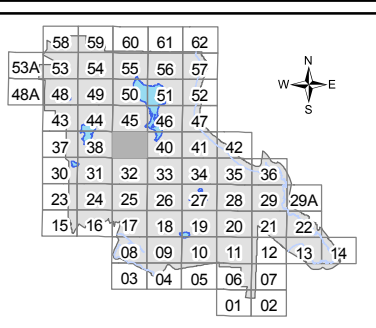 58 59 60 61 62
53A 53 54 55 56 57
N
48A 48 49 50 51 52
W E
S
43 44 45 46 47
37 38 40 41 42
30 31 32 33 34 35 36
23 24 25 26 27 28 29 29A
15 16 17 18 19 20 21 22
08 09 10 11 12 13 14
03 04 05 06 07
01 02